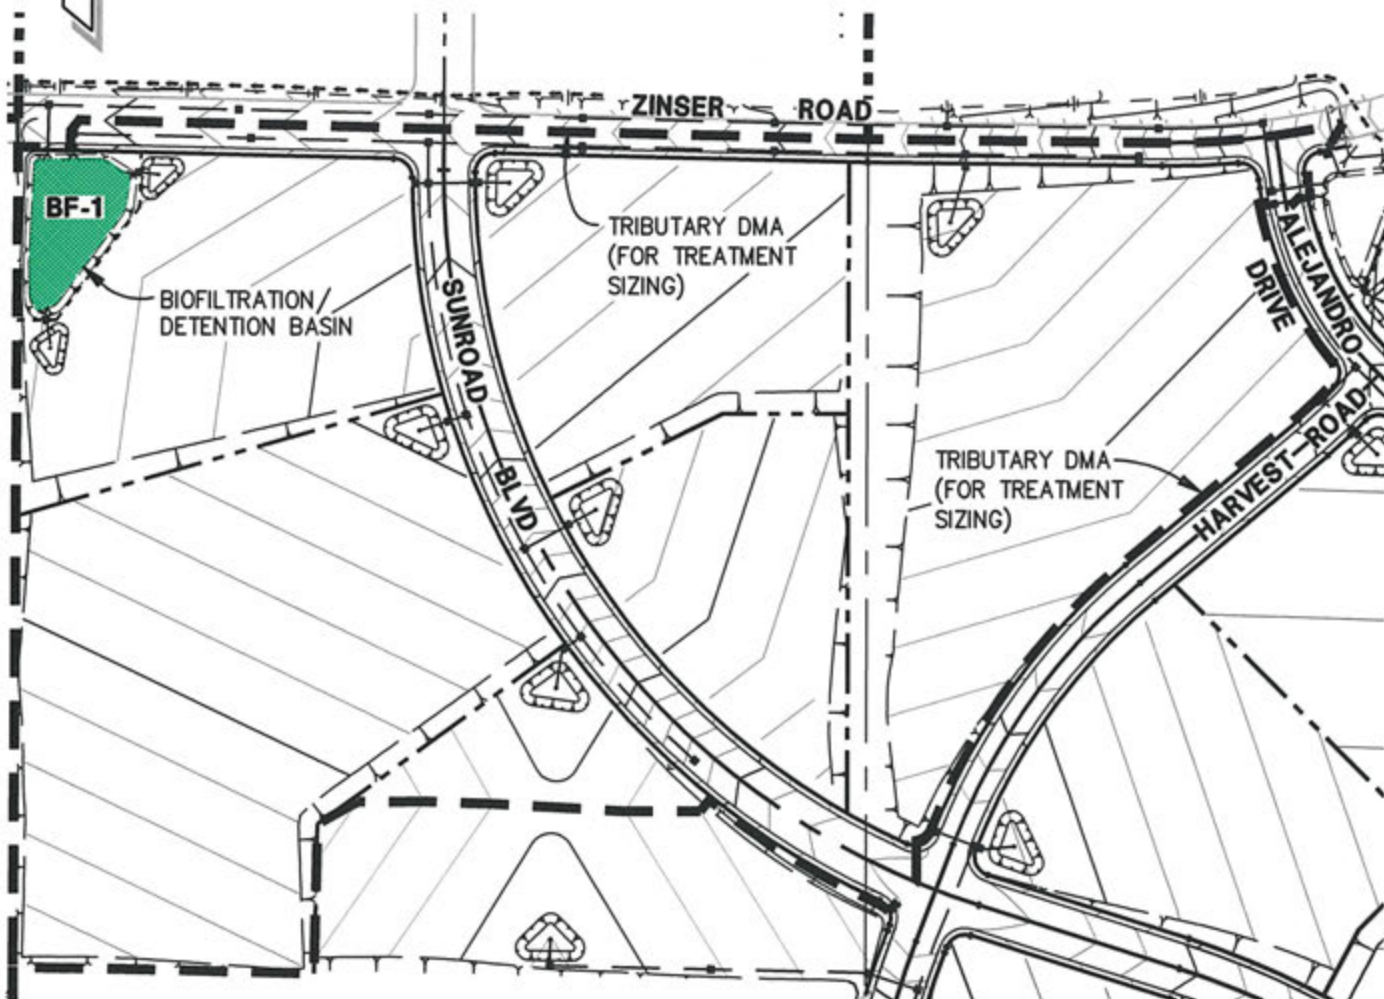 ZINSER ROAD
BF-1
TRIBUTARY DMA
(FOR TREATMENT
SIZING)
ALEJANDRO
DRIVE
BIOFILTRATION/
DETENTION BASIN
SUNROAD
BLVD
TRIBUTARY DMA
(FOR TREATMENT
SIZING)
HARVEST ROAD